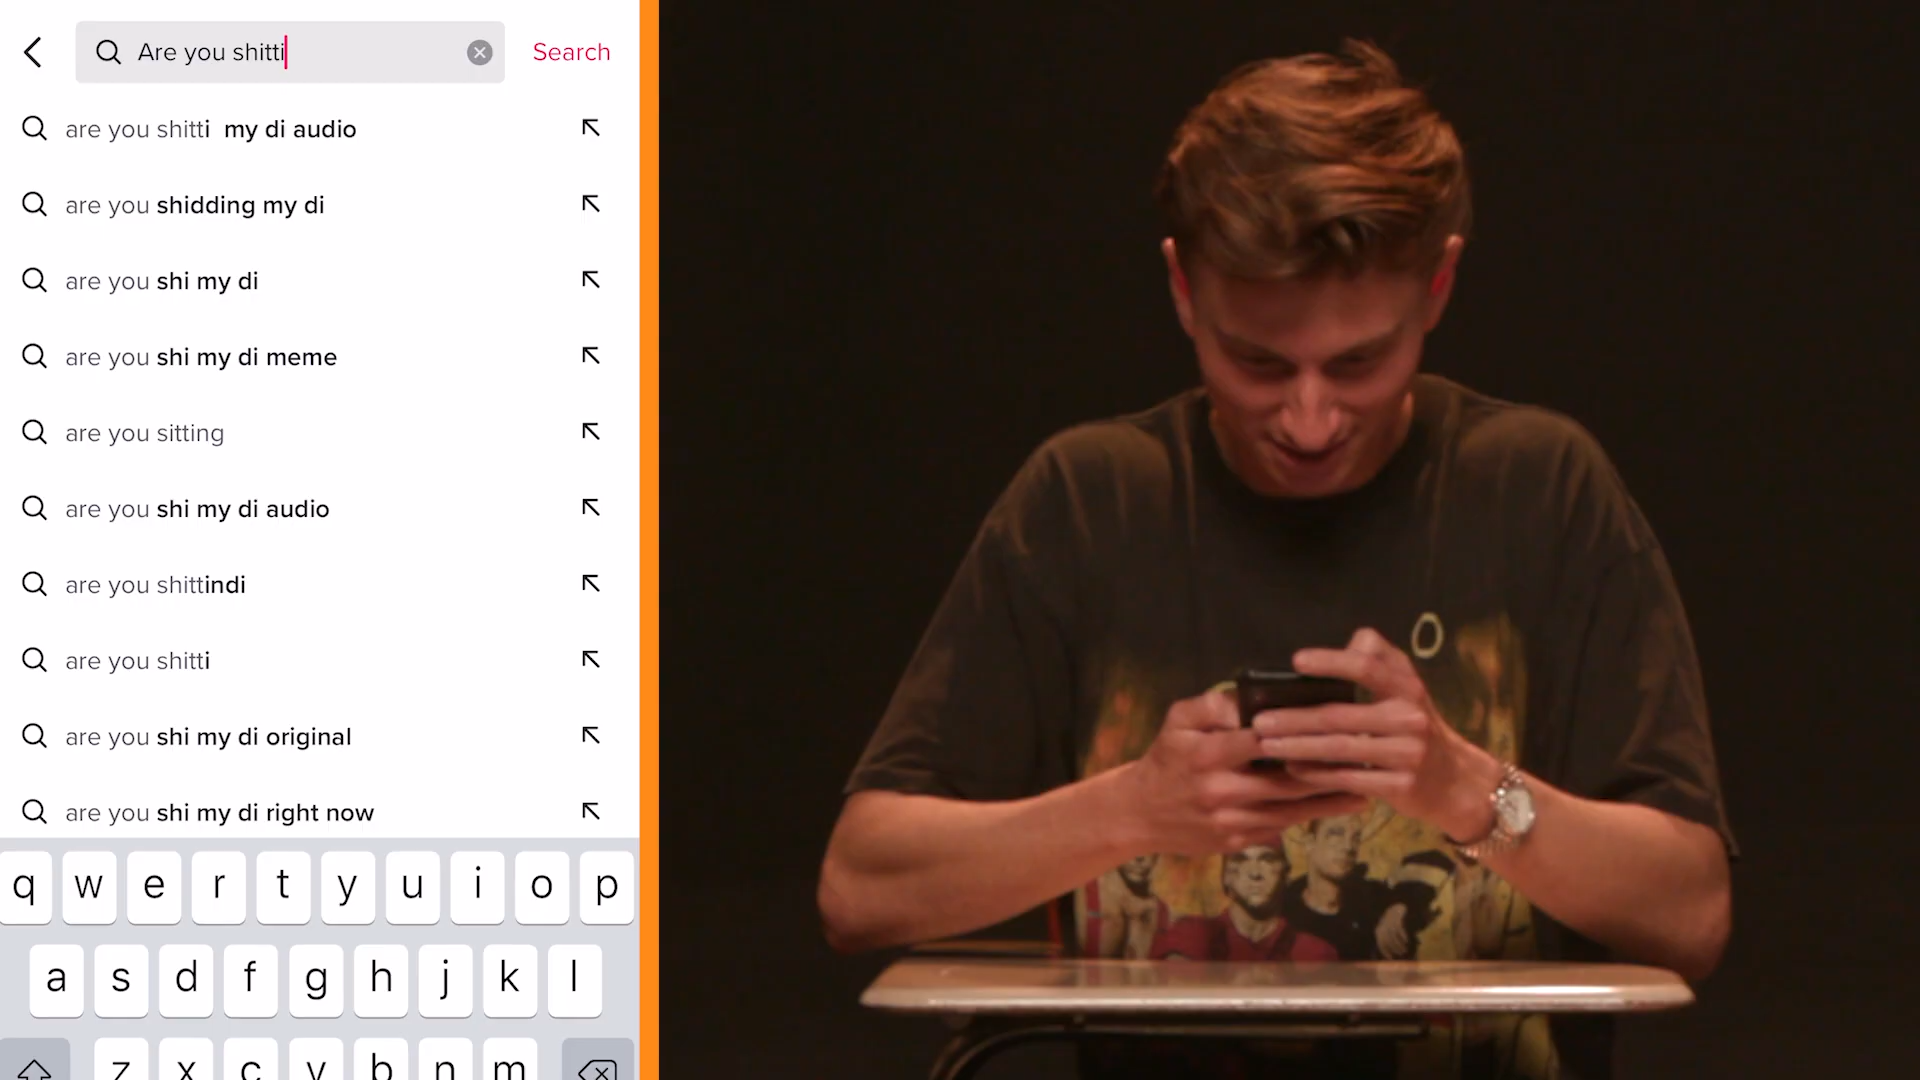 Are you shitti
Search
are you shitti my di audio
are you shidding my di
are you shi my di
are you shi my di meme
are you sitting
are you shi my di audio
are you shittindi
are you shitti
are you shi my di original
are you shi my di right now
q w e r t y u i o p
a s d f g h j k l
z x c v b n m